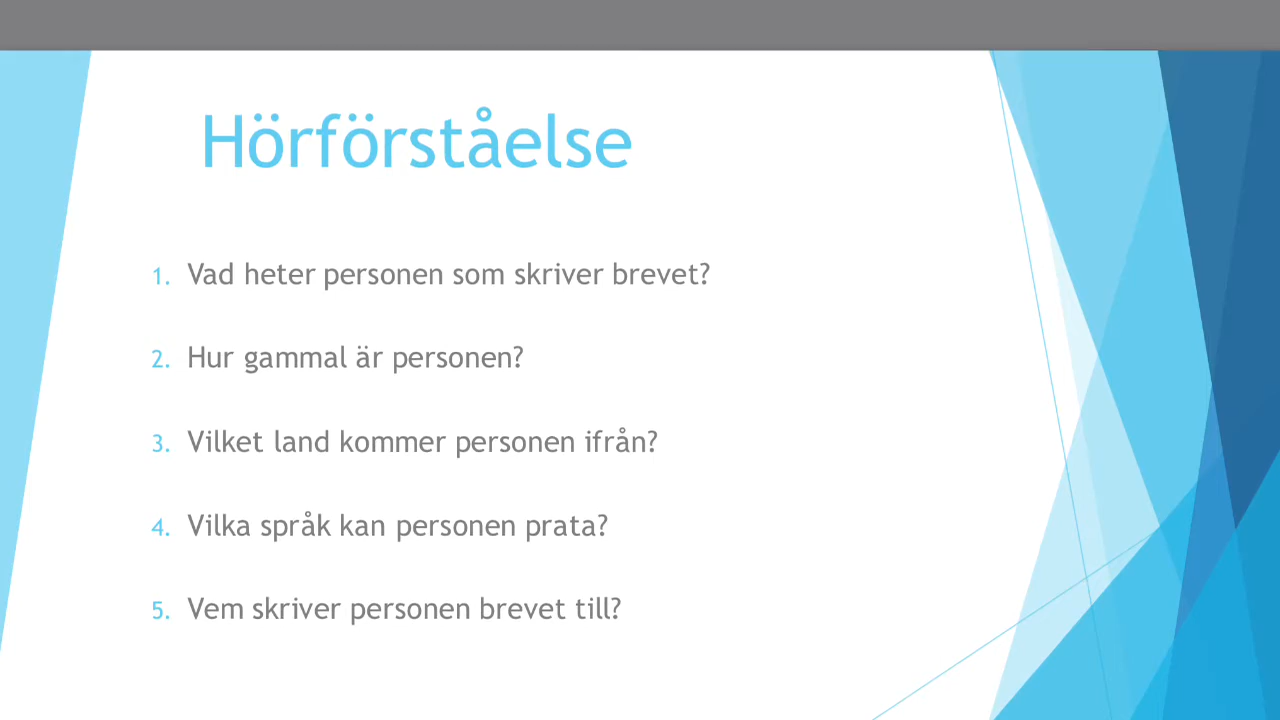 Hörförståelse
1. Vad heter personen som skriver brevet?
2. Hur gammal är personen?
3. Vilket land kommer personen ifrån?
4. Vilka språk kan personen prata?
5. Vem skriver personen brevet till?